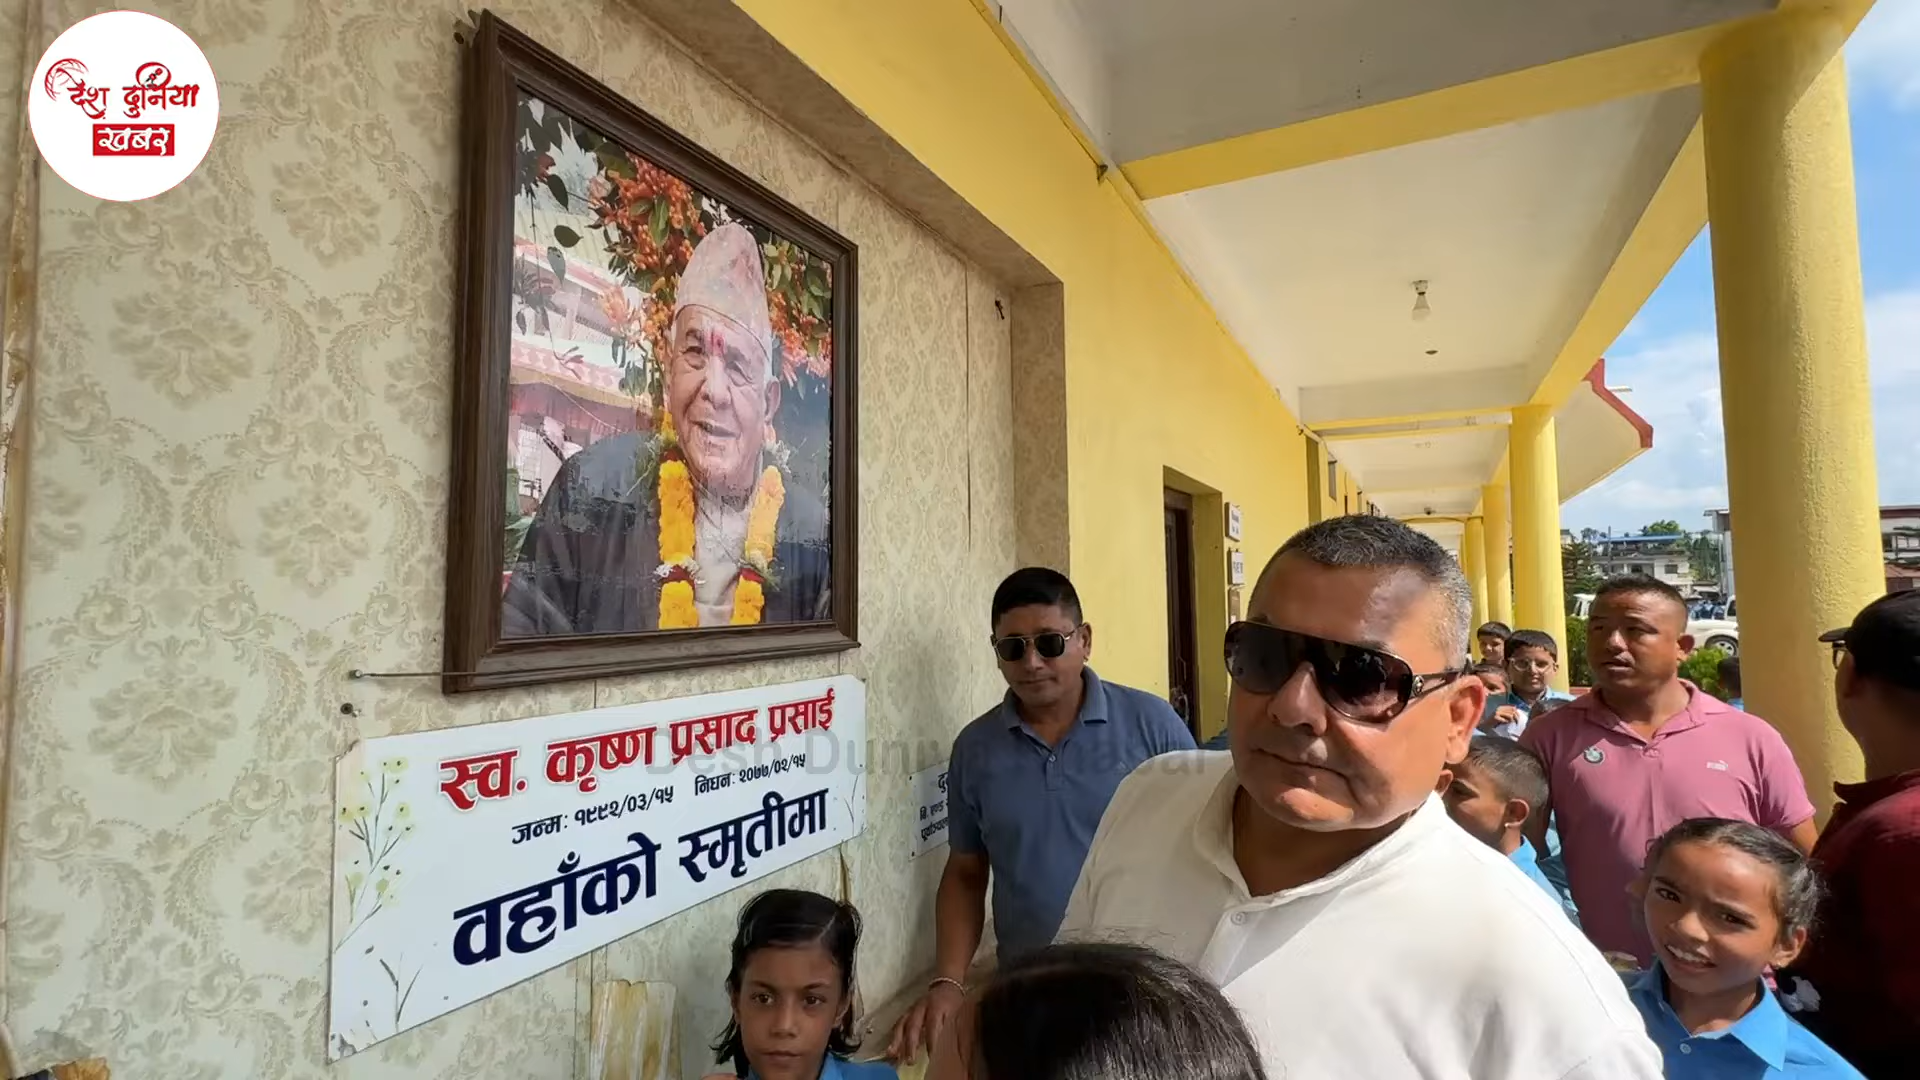 देश दुनिया
खबर
स्व. कृष्ण प्रसाद प्रसाईं
जन्म: १९९२/०३/१५ निधन: २०७७/०२/१५
वहाँको स्मृतीमा
Desh Duniya Khabar